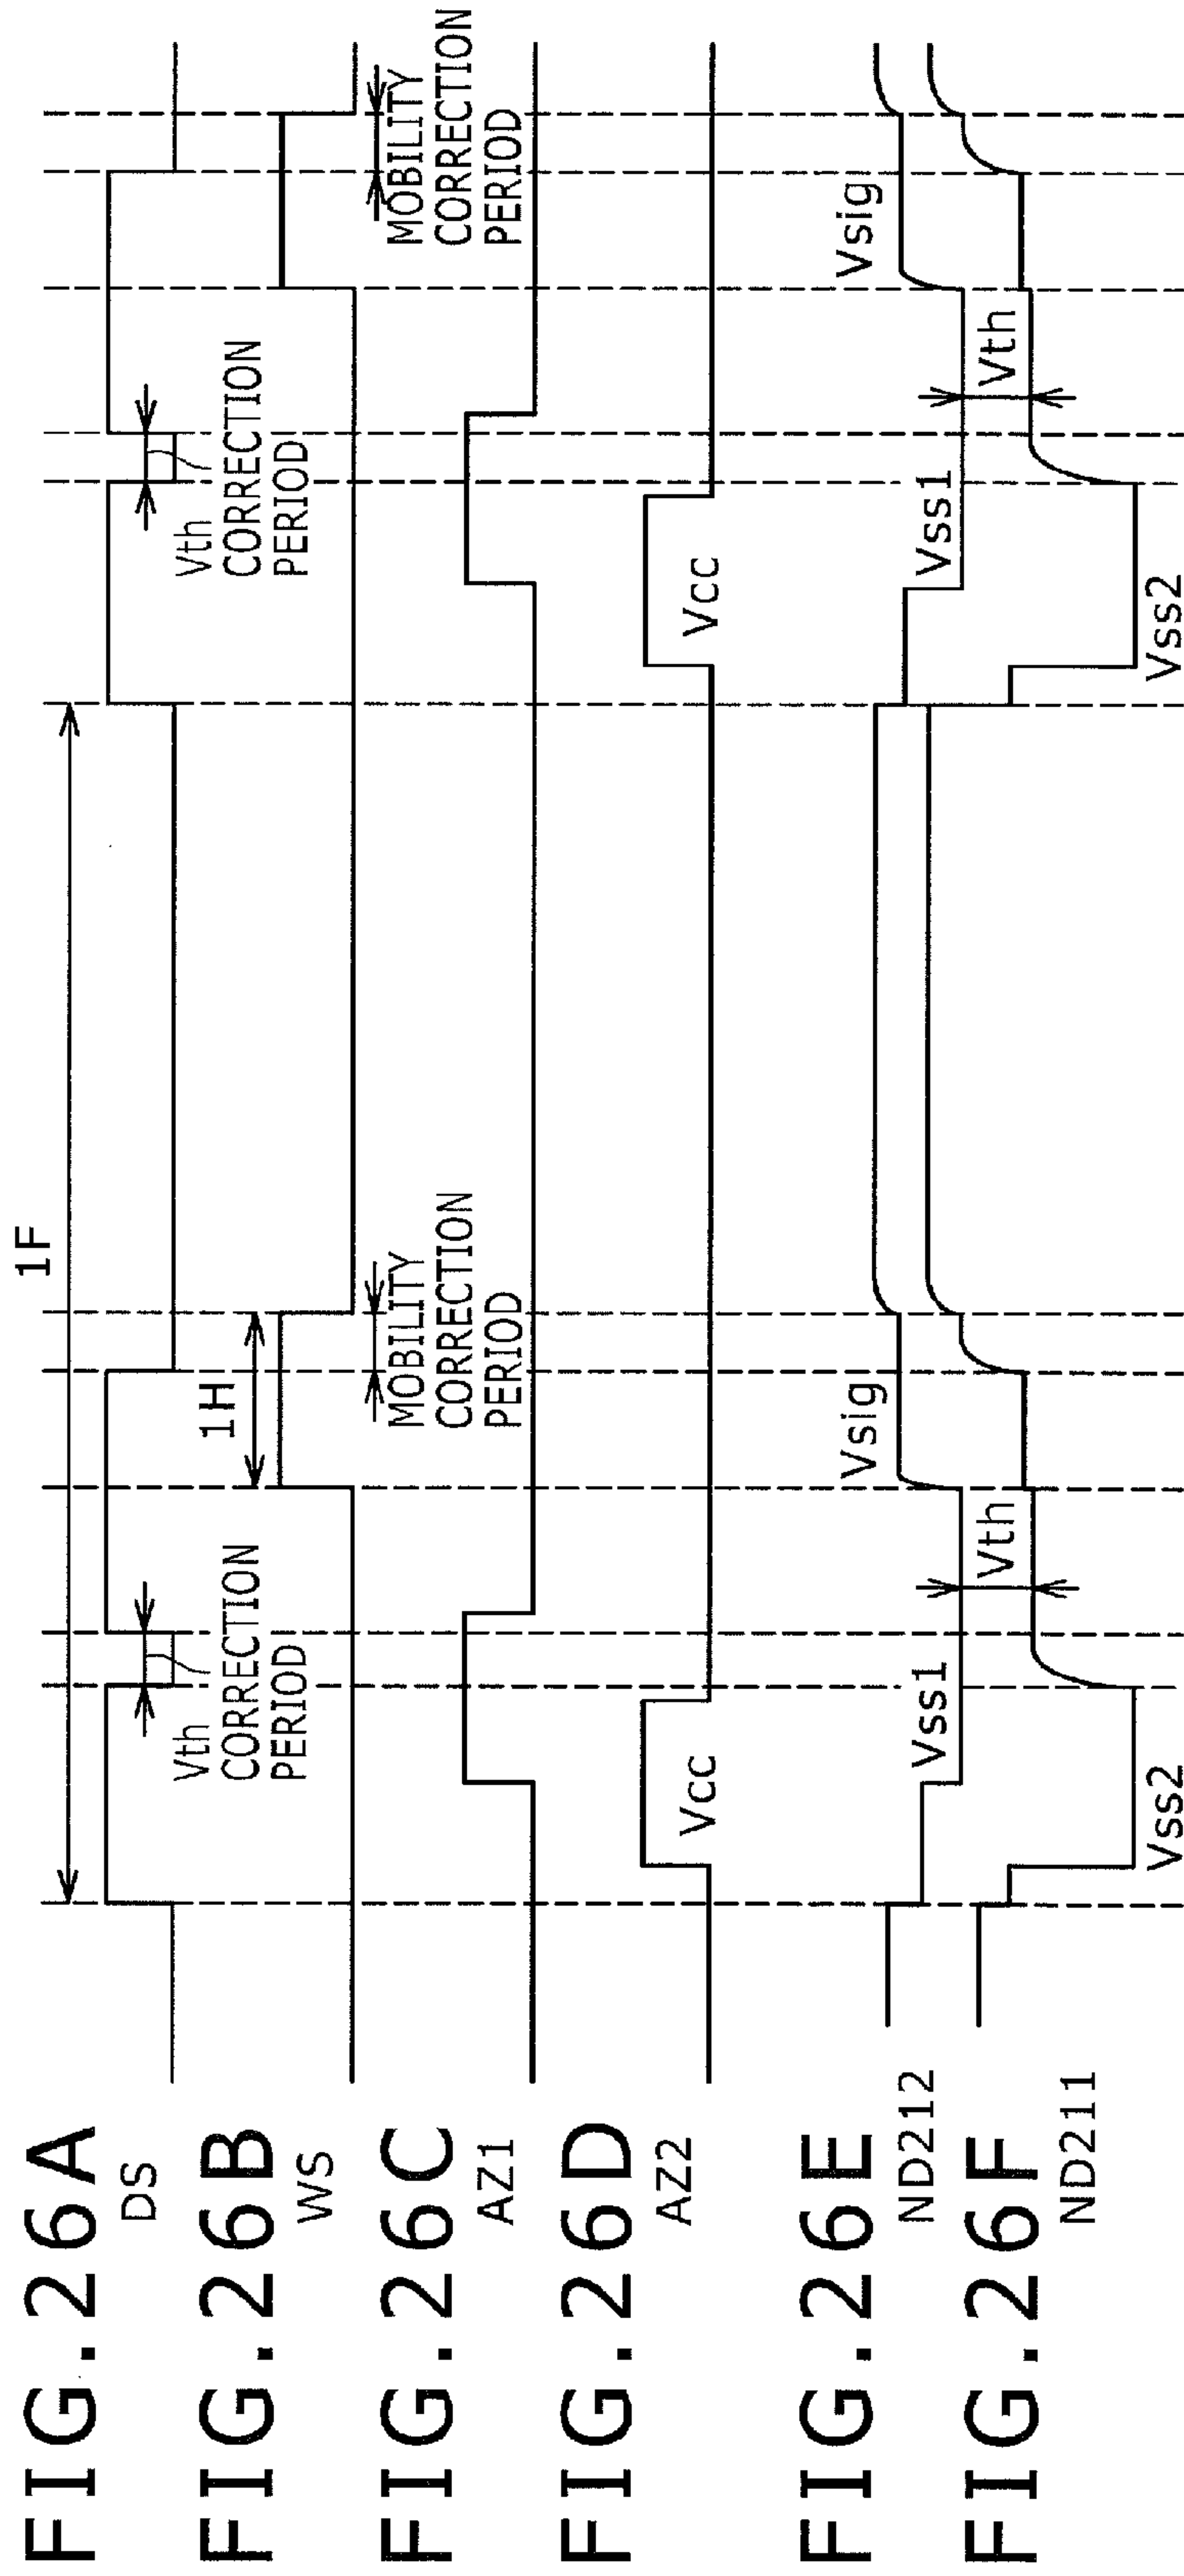 FIG.26A
DS
1F
Vth
CORRECTION
PERIOD
Vth
CORRECTION
PERIOD
FIG.26B
WS
1H
MOBILITY
CORRECTION
PERIOD
MOBILITY
CORRECTION
PERIOD
FIG.26C
AZ1
FIG.26D
AZ2
Vcc
Vcc
FIG.26E
ND212
Vss1
Vsig
Vss1
Vsig
FIG.26F
ND211
Vss2
Vth
Vss2
Vth